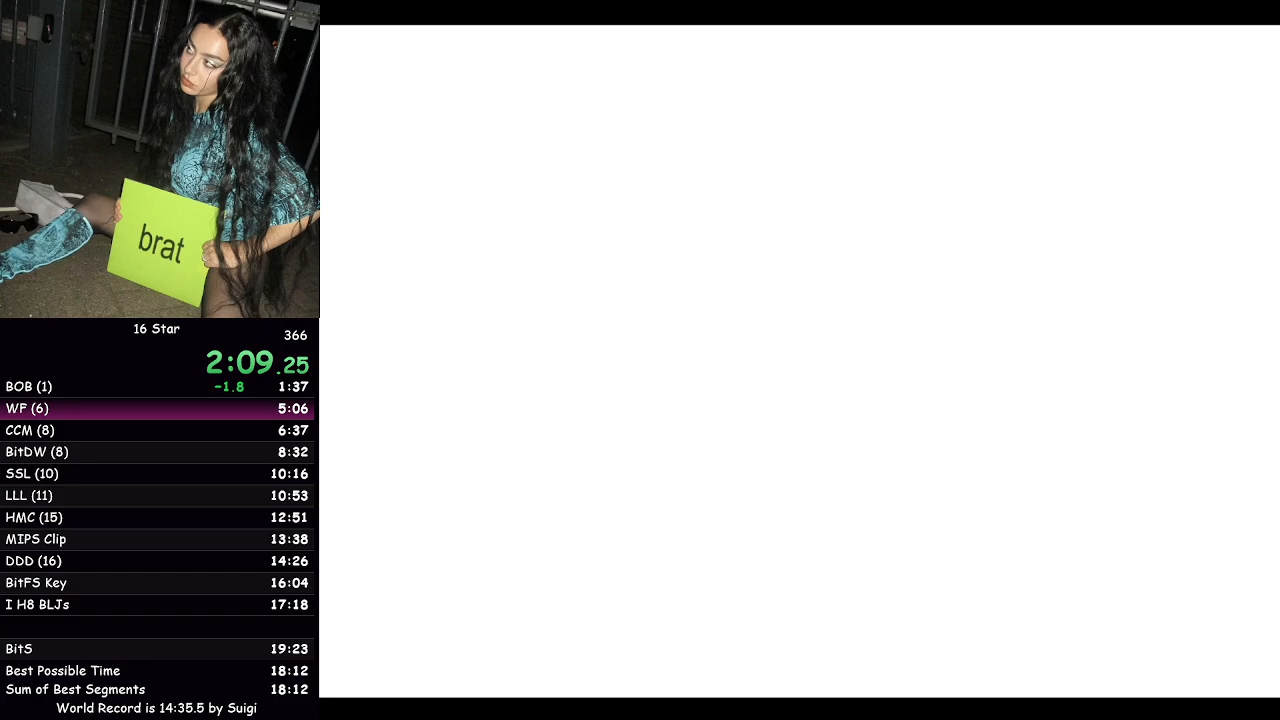 brat
16 Star
366
2:09.25
BOB (1) -1.8 1:37
WF (6) 5:06
CCM (8) 6:37
BitDW (8) 8:32
SSL (10) 10:16
LLL (11) 10:53
HMC (15) 12:51
MIPS Clip 13:38
DDD (16) 14:26
BitFS Key 16:04
I H8 BLJs 17:18
BitS 19:23
Best Possible Time 18:12
Sum of Best Segments 18:12
World Record is 14:35.5 by Suigi